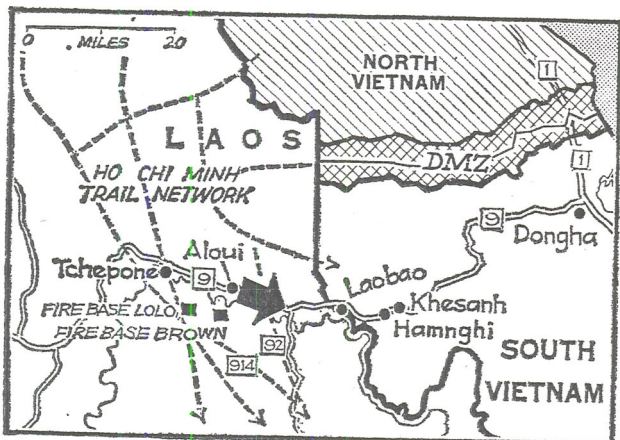 0 MILES 20
NORTH
VIETNAM
1
LAOS
DMZ
1
HO CHI MINH
TRAIL NETWORK
9
Dongha
Tchepone
9
Aloui
Laobao
Khesanh
Hamnghi
FIRE BASE LOLO
FIRE BASE BROWN
92
914
SOUTH
VIETNAM